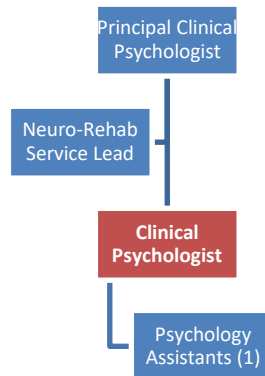 Principal Clinical
Psychologist
Neuro-Rehab
Service Lead
Clinical
Psychologist
Psychology
Assistants (1)